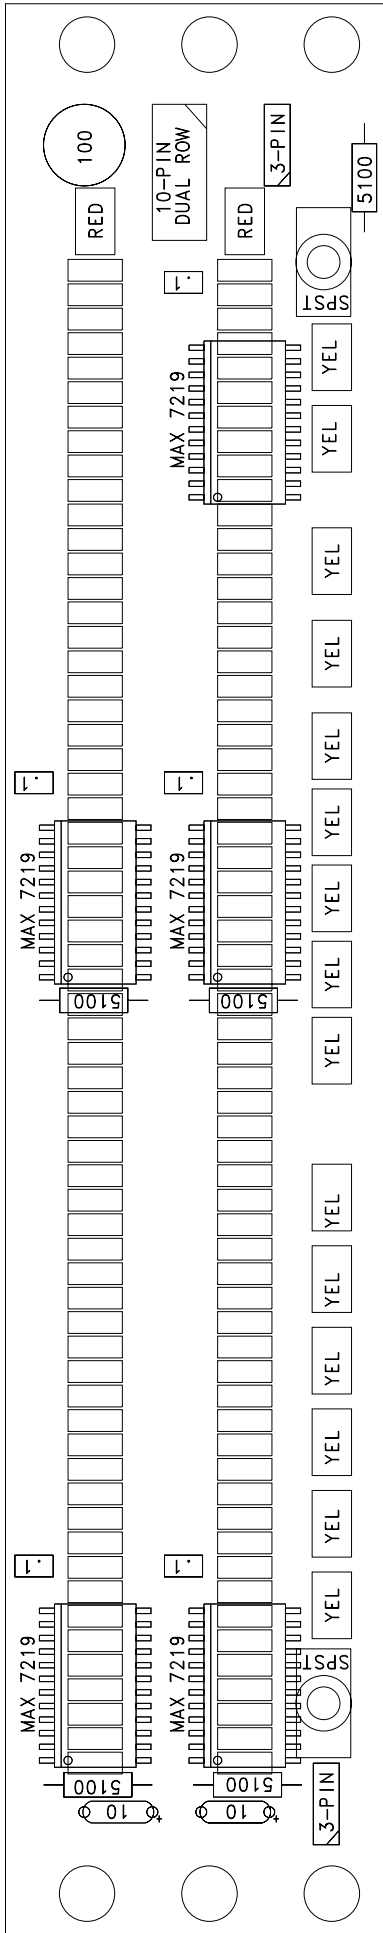 100
10-PIN
DUAL ROW
3-PIN
5100
RED
RED
.1
SPST
YEL
MAX 7219
YEL
YEL
YEL
YEL
.1
.1
YEL
MAX 7219
MAX 7219
YEL
YEL
5100
5100
YEL
YEL
YEL
YEL
YEL
YEL
.1
.1
YEL
MAX 7219
MAX 7219
SPST
5100
5100
10
10
3-PIN